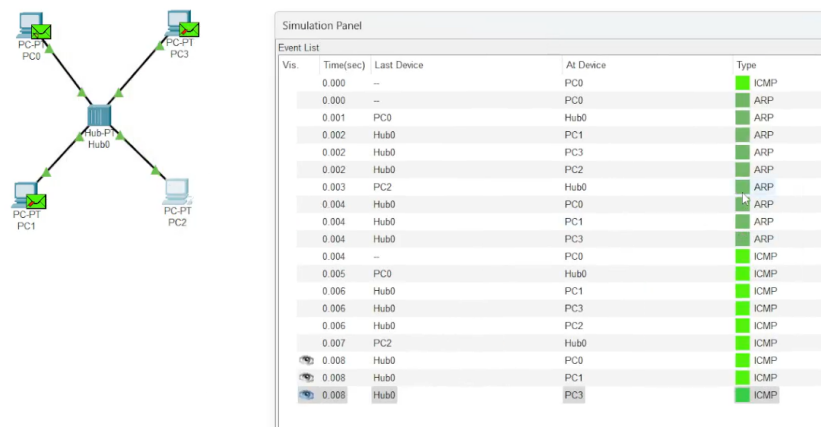 PC-PT
PC0
PC-PT
PC3
Hub-PT
Hub0
PC-PT
PC1
PC-PT
PC2
Simulation Panel
Event List
Vis. Time(sec) Last Device At Device Type
0.000 -- PC0 ICMP
0.000 -- PC0 ARP
0.001 PC0 Hub0 ARP
0.002 Hub0 PC1 ARP
0.002 Hub0 PC3 ARP
0.002 Hub0 PC2 ARP
0.003 PC2 Hub0 ARP
0.004 Hub0 PC0 ARP
0.004 Hub0 PC1 ARP
0.004 Hub0 PC3 ARP
0.004 -- PC0 ICMP
0.005 PC0 Hub0 ICMP
0.006 Hub0 PC1 ICMP
0.006 Hub0 PC3 ICMP
0.006 Hub0 PC2 ICMP
0.007 PC2 Hub0 ICMP
0.008 Hub0 PC0 ICMP
0.008 Hub0 PC1 ICMP
0.008 Hub0 PC3 ICMP